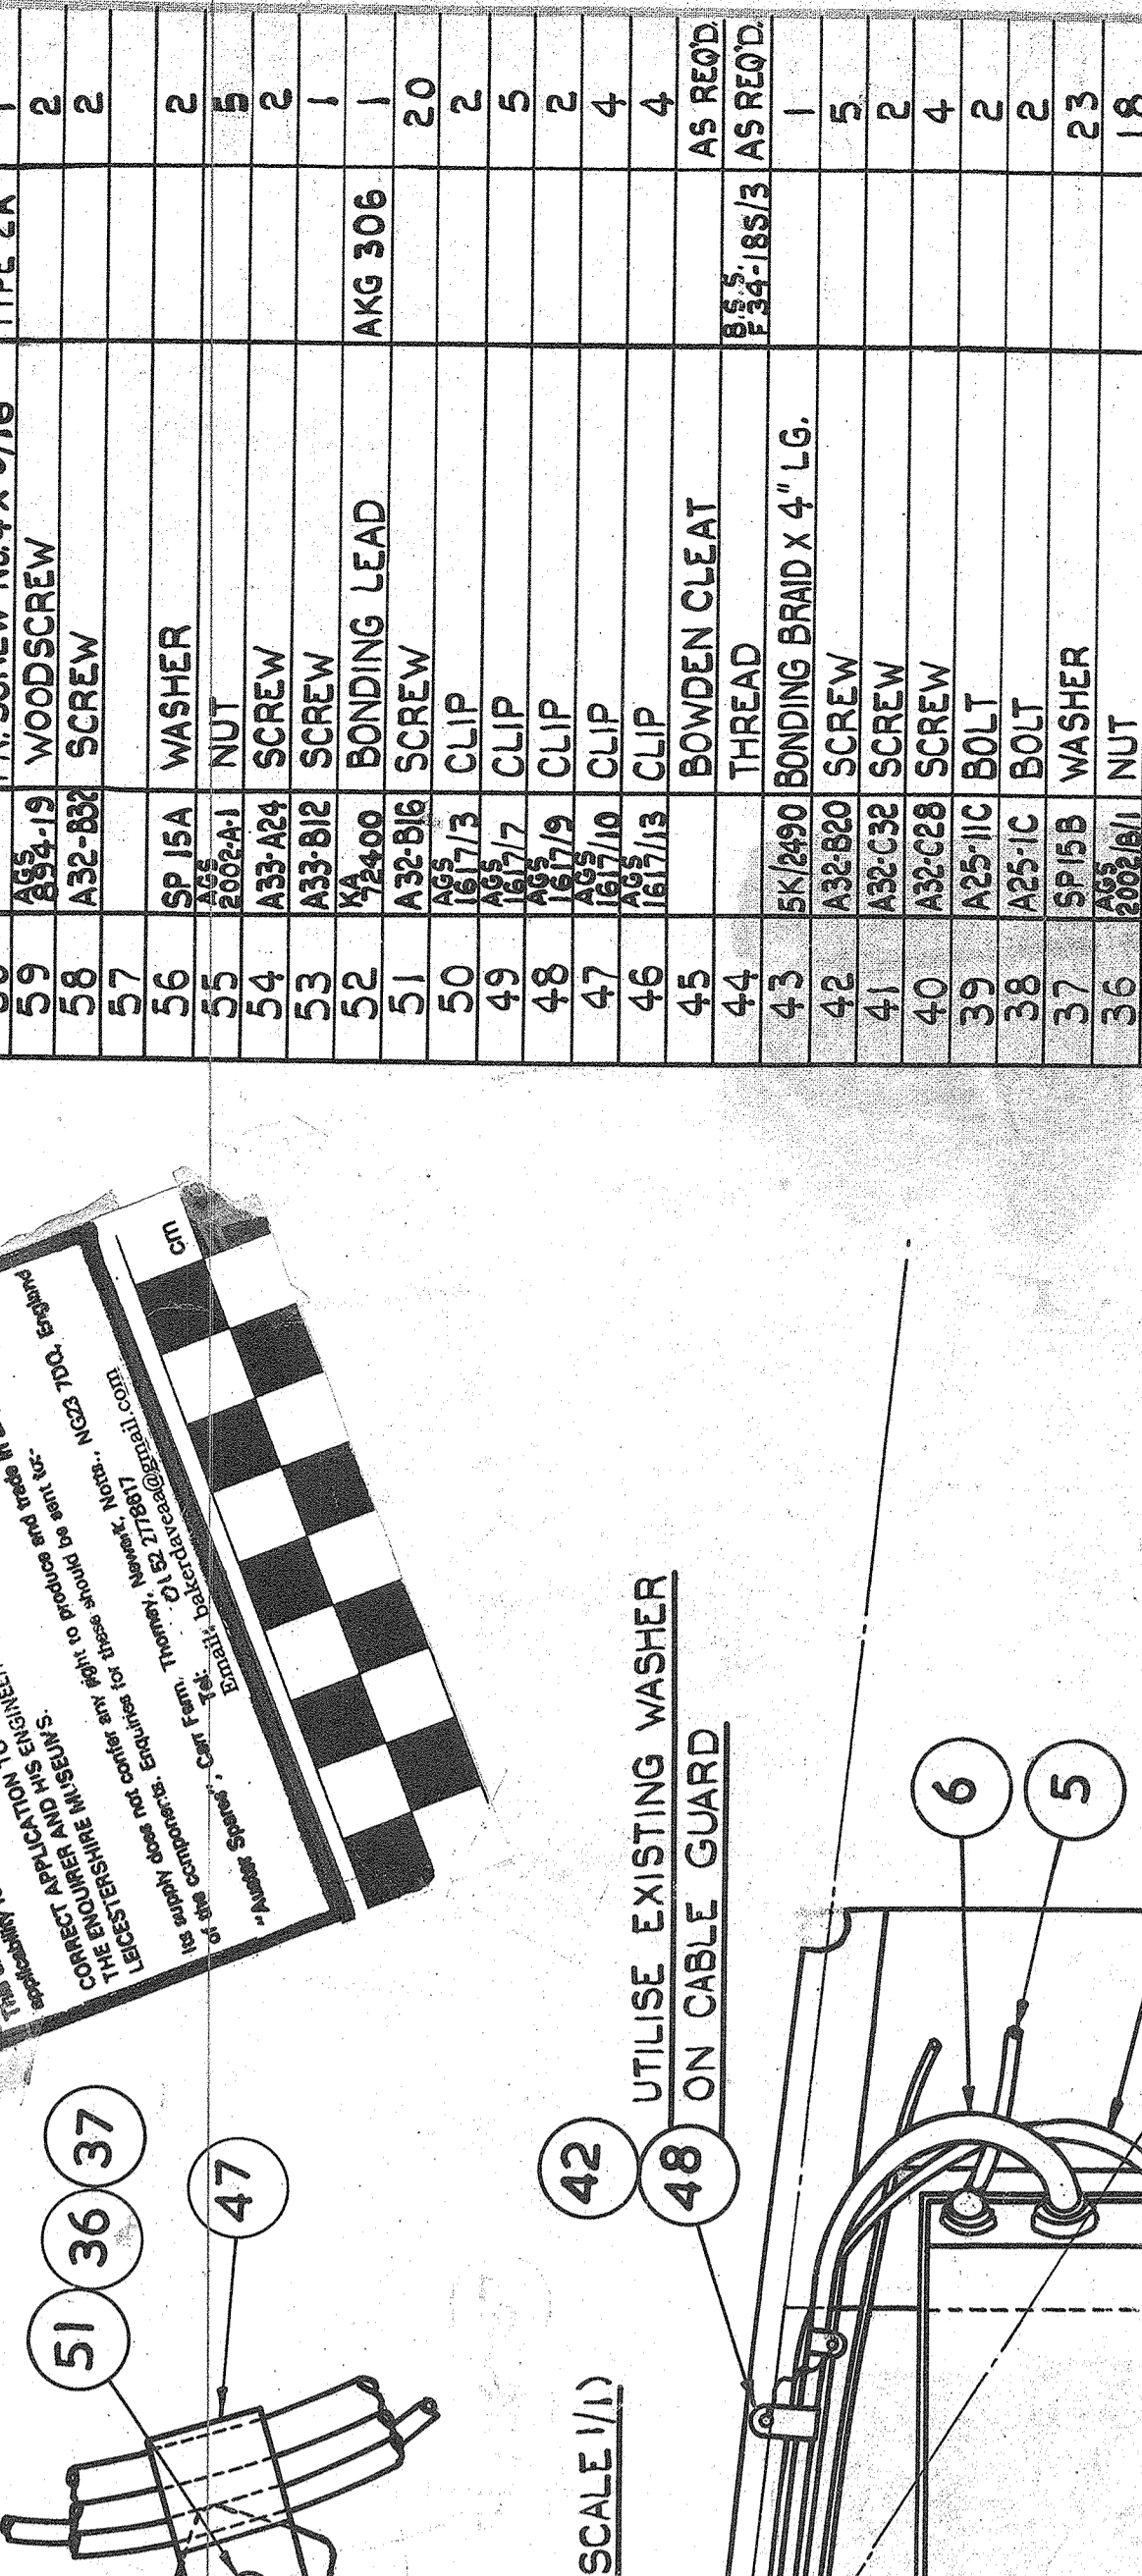 59 AGS 894-19 WOODSCREW 2
58 A32-B32 SCREW 2
57
56 SP 15A WASHER 2
55 AGS 2002-A-1 NUT 5
54 A33-A24 SCREW 2
53 A33-B12 SCREW 1
52 KA 72400 BONDING LEAD AKG 306 1
51 A32-B16 SCREW 20
50 AGS 1617/3 CLIP 2
49 AGS 1617/7 CLIP 5
48 AGS 1617/9 CLIP 2
47 AGS 1617/10 CLIP 4
46 AGS 1617/13 CLIP 4
45 BOWDEN CLEAT AS REQ'D.
44 THREAD B.S.S. F34-18S/3 AS REQ'D.
43 5K/2490 BONDING BRAID X 4" LG. 1
42 A32-B20 SCREW 5
41 A32-C32 SCREW 2
40 A32-C28 SCREW 4
39 A25-11C BOLT 2
38 A25-1C BOLT 2
37 SP15B WASHER 23
36 AGS 2002/B/1 NUT 18
CORRECT APPLICATION TO ENGINEER
THE ENQUIRER AND HIS
LEICESTERSHIRE MUSEUMS.
Its supply does not confer any right to produce and trade in
of the components. Enquiries for these should be sent to:-
"Auster Spares", Carr Farm, Thorney, Newark, Notts., NG23 7DQ, England
Tel: 0152 2778617
Email: bakerdaveaa@gmail.com
cm
51 36 37
47
42
48
UTILISE EXISTING WASHER
ON CABLE GUARD
6
5
SCALE 1/1)